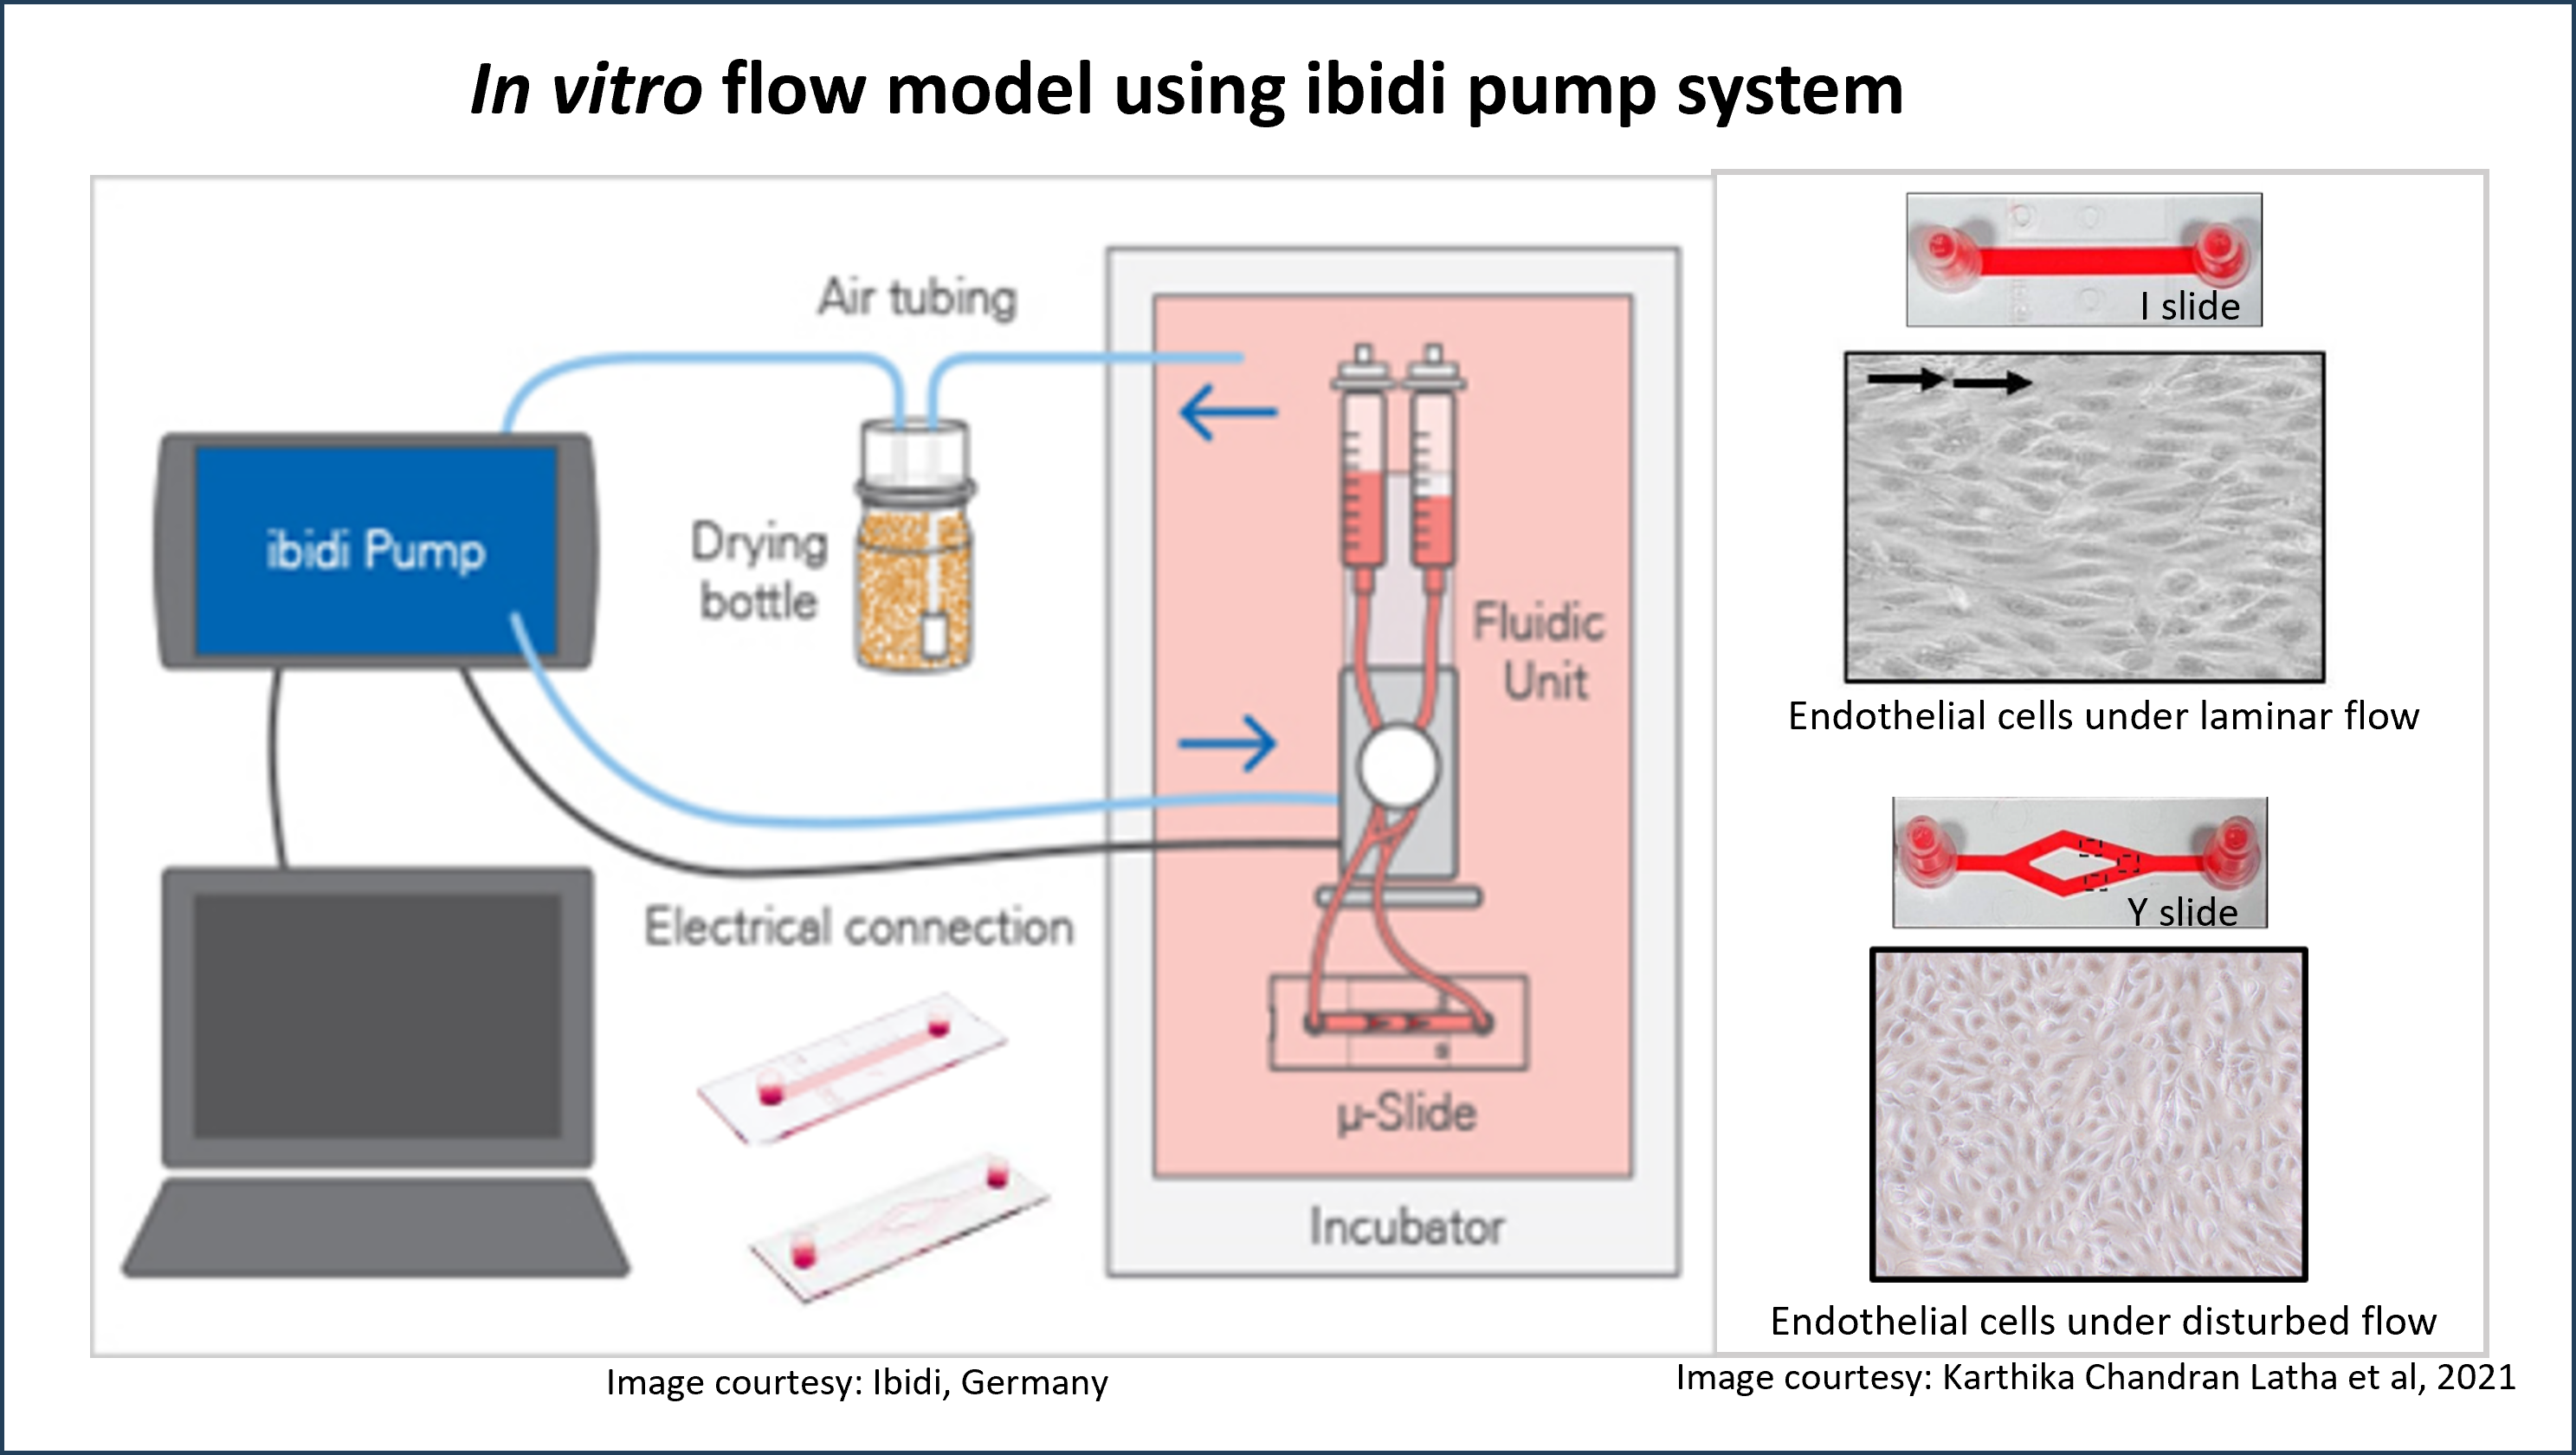 In vitro flow model using ibidi pump system
Air tubing
ibidi Pump
Drying
bottle
Fluidic
Unit
Electrical connection
μ-Slide
Incubator
I slide
Endothelial cells under laminar flow
Y slide
Endothelial cells under disturbed flow
Image courtesy: Ibidi, Germany
Image courtesy: Karthika Chandran Latha et al, 2021